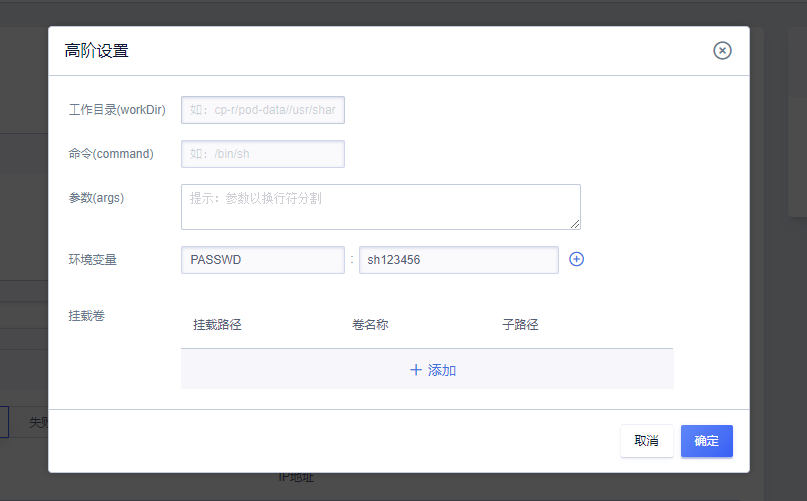 高阶设置
工作目录(workDir) 如：cp-r/pod-data//usr/shar
命令(command) 如：/bin/sh
参数(args) 提示：参数以换行符分割
环境变量 PASSWD : sh123456
挂载卷 挂载路径 卷名称 子路径
添加
失败
取消 确定
IP地址